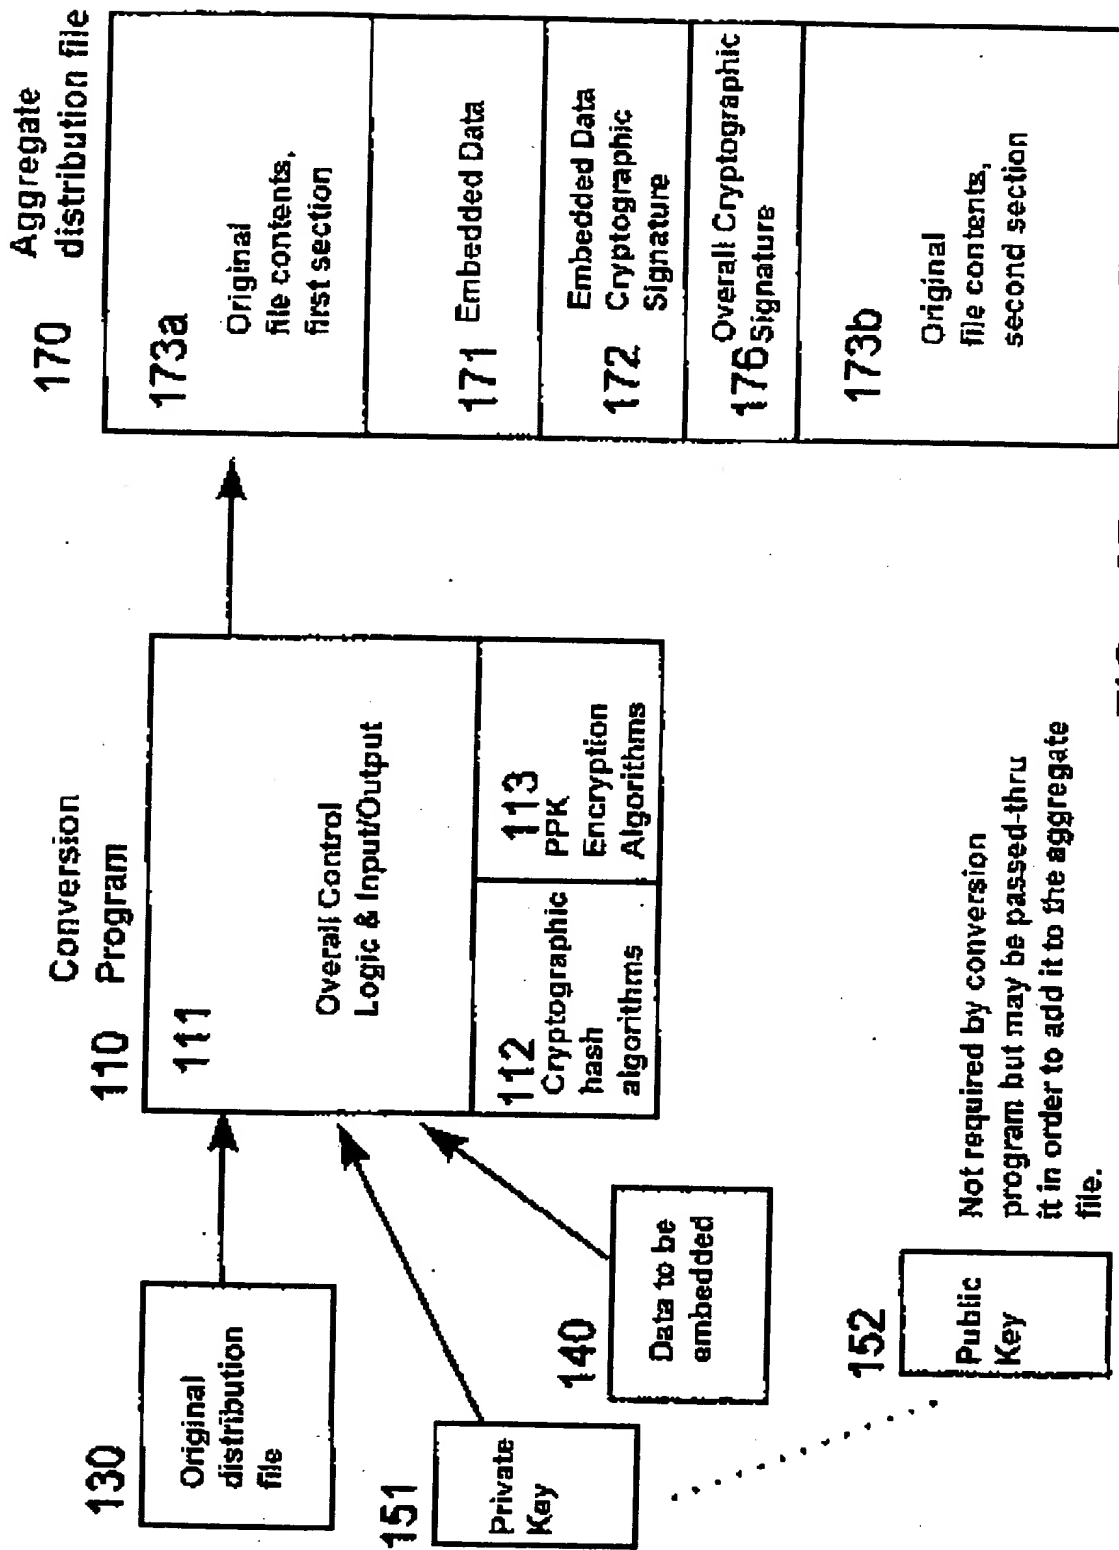 130
Original
distribution
file
151
Private
Key
140
Data to be
embedded
152
Public
Key
Not required by conversion
program but may be passed-thru
it in order to add it to the aggregate
file.
Conversion
110 Program
111
Overall Control
Logic & Input/Output
112
Cryptographic
hash
algorithms
113
PPK
Encryption
Algorithms
170
Aggregate
distribution file
173a
Original
file contents,
first section
171 Embedded Data
172
Embedded Data
Cryptographic
Signature
176
Overall Cryptographic
Signature
173b
Original
file contents,
second section